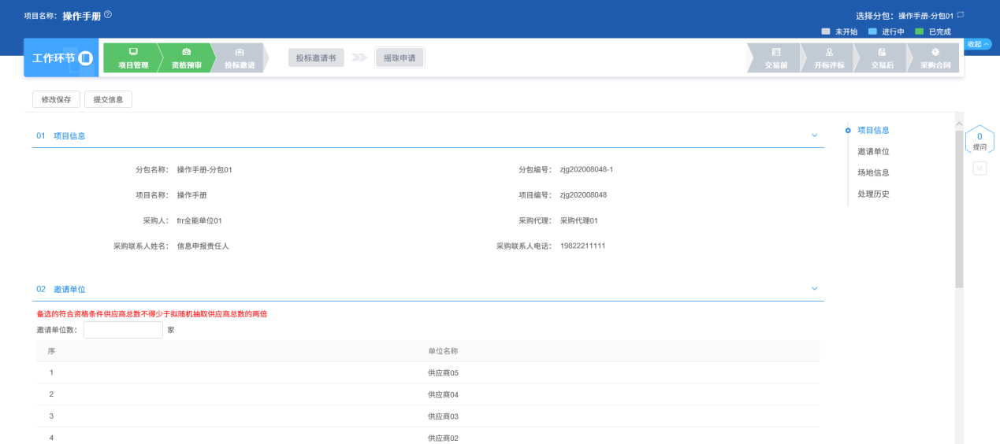 项目名称：操作手册
选择分包：操作手册-分包01
未开始 进行中 已完成
收起
工作环节
项目管理 资格预审 投标邀请 投标邀请书 摇珠申请 交易前 开标评标 交易后 采购合同
修改保存 提交信息
01 项目信息
项目信息
邀请单位
场地信息
处理历史
0
提问
分包名称： 操作手册-分包01 分包编号： zjg202008048-1
项目名称： 操作手册 项目编号： zjg202008048
采购人： frr全能单位01 采购代理： 采购代理01
采购联系人姓名： 信息申报责任人 采购联系人电话： 19822211111
02 邀请单位
备选的符合资格条件供应商总数不得少于拟随机抽取供应商总数的两倍
邀请单位数： 家
序 单位名称
1 供应商05
2 供应商04
3 供应商03
4 供应商02